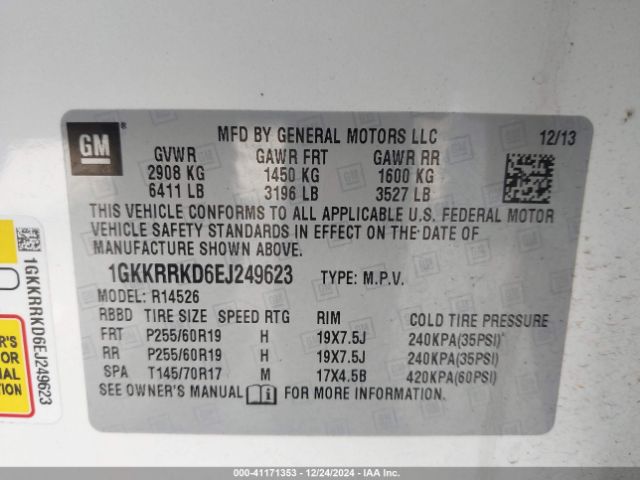 GM ®
MFD BY GENERAL MOTORS LLC 12/13
GVWR GAWR FRT GAWR RR
2908 KG 1450 KG 1600 KG
6411 LB 3196 LB 3527 LB
THIS VEHICLE CONFORMS TO ALL APPLICABLE U.S. FEDERAL MOTOR
VEHICLE SAFETY STANDARDS IN EFFECT ON THE DATE OF
MANUFACTURE SHOWN ABOVE.
1GKKRRKD6EJ249623 TYPE: M.P.V.
MODEL: R14526
RBBD TIRE SIZE SPEED RTG RIM COLD TIRE PRESSURE
FRT P255/60R19 H 19X7.5J 240KPA(35PSI)
RR P255/60R19 H 19X7.5J 240KPA(35PSI)
SPA T145/70R17 M 17X4.5B 420KPA(60PSI)
SEE OWNERS MANUAL i FOR MORE INFORMATION.
1GKKRRKD6EJ249623
000-41171353 - 12/24/2024 - IAA Inc.